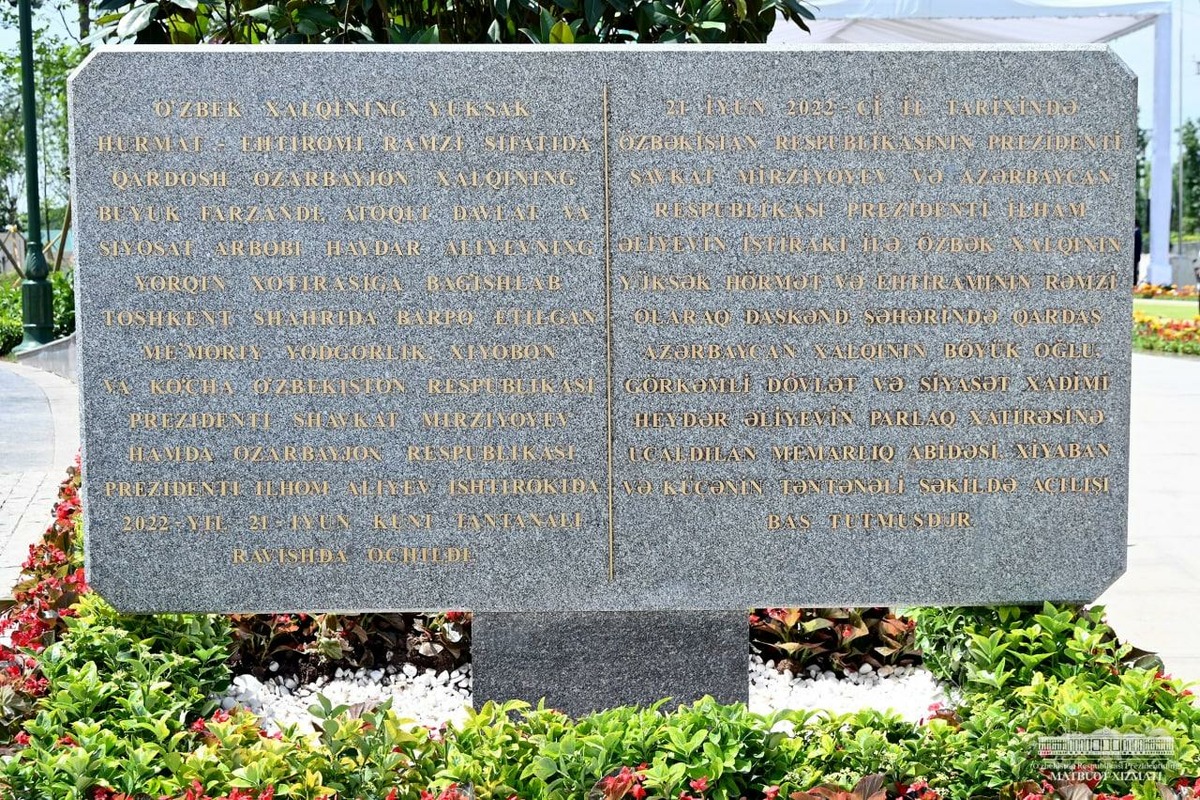 O'ZBEK XALQINING YUKSAK
HURMAT - EHTIROMI RAMZI SIFATIDA
QARDOSH OZARBAYJON XALQINING
BUYUK FARZANDI, ATOQLI DAVLAT VA
SIYOSAT ARBOBI HAYDAR ALIYEVNING
YORQIN XOTIRASIGA BAG'ISHLAB
TOSHKENT SHAHRIDA BARPO ETILGAN
ME'MORIY YODGORLIK, XIYOBON
VA KO'CHA O'ZBEKISTON RESPUBLIKASI
PREZIDENTI SHAVKAT MIRZIYOYEV
HAMDA OZARBAYJON RESPUBLIKASI
PREZIDENTI ILHOM ALIYEV ISHTIROKIDA
2022 - YIL 21 - IYUN KUNI TANTANALI
RAVISHDA OCHILDI.
21 İYUN 2022 - Cİ İL TARİXİNDƏ
ÖZBƏKİSTAN RESPUBLİKASININ PREZİDENTİ
ŞAVKAT MİRZİYOYEV VƏ AZƏRBAYCAN
RESPUBLİKASI PREZİDENTİ İLHAM
ƏLİYEVİN İŞTİRAKI İLƏ ÖZBƏK XALQININ
YÜKSƏK HÖRMƏT VƏ EHTİRAMININ RƏMZİ
OLARAQ DAŞKƏND ŞƏHƏRİNDƏ QARDAŞ
AZƏRBAYCAN XALQININ BÖYÜK OĞLU,
GÖRKƏMLİ DÖVLƏT VƏ SİYASƏT XADİMİ
HEYDƏR ƏLİYEVİN PARLAQ XATİRƏSİNƏ
UCALDILAN MEMARLIQ ABİDƏSİ, XİYABAN
VƏ KÜÇƏNİN TƏNTƏNƏLİ ŞƏKİLDƏ AÇILIŞI
BAŞ TUTMUŞDUR
O'zbekiston Respublikasi Prezidentining
MATBUOT XIZMATI